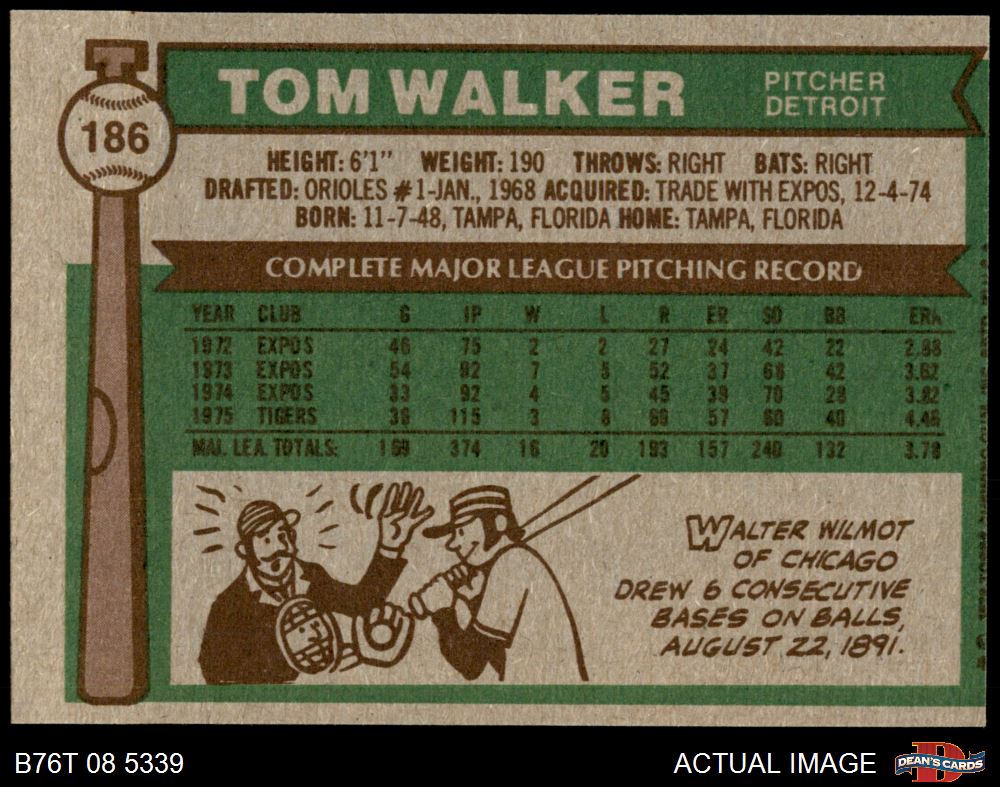 TOM WALKER
PITCHER
DETROIT
186
HEIGHT: 6'1" WEIGHT: 190 THROWS: RIGHT BATS: RIGHT
DRAFTED: ORIOLES #1-JAN., 1968 ACQUIRED: TRADE WITH EXPOS, 12-4-74
BORN: 11-7-48, TAMPA, FLORIDA HOME: TAMPA, FLORIDA
COMPLETE MAJOR LEAGUE PITCHING RECORD
YEAR CLUB G IP W L R ER SO BB ERA
1972 EXPOS 46 75 2 2 27 24 42 22 2.88
1973 EXPOS 54 92 7 5 52 37 68 42 3.62
1974 EXPOS 33 92 4 5 45 39 70 28 3.82
1975 TIGERS 36 115 3 8 69 57 60 40 4.46
MAJ. LEA. TOTALS: 169 374 16 20 193 157 240 132 3.78
WALTER WILMOT
OF CHICAGO
DREW 6 CONSECUTIVE
BASES ON BALLS,
AUGUST 22, 1891.
B76T 08 5339
ACTUAL IMAGE
DEAN'S CARDS